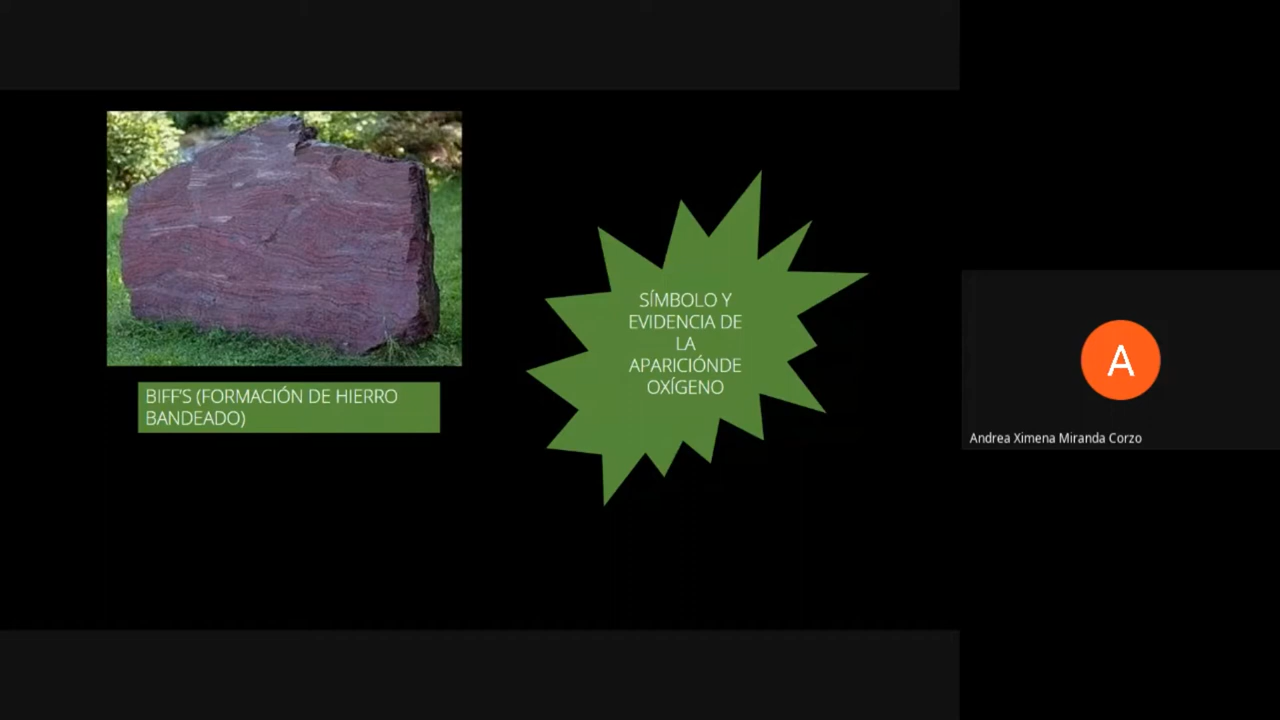 BIFF'S (FORMACIÓN DE HIERRO
BANDEADO)
SÍMBOLO Y
EVIDENCIA DE
LA
APARICIÓNDE
OXÍGENO
A
Andrea Ximena Miranda Corzo